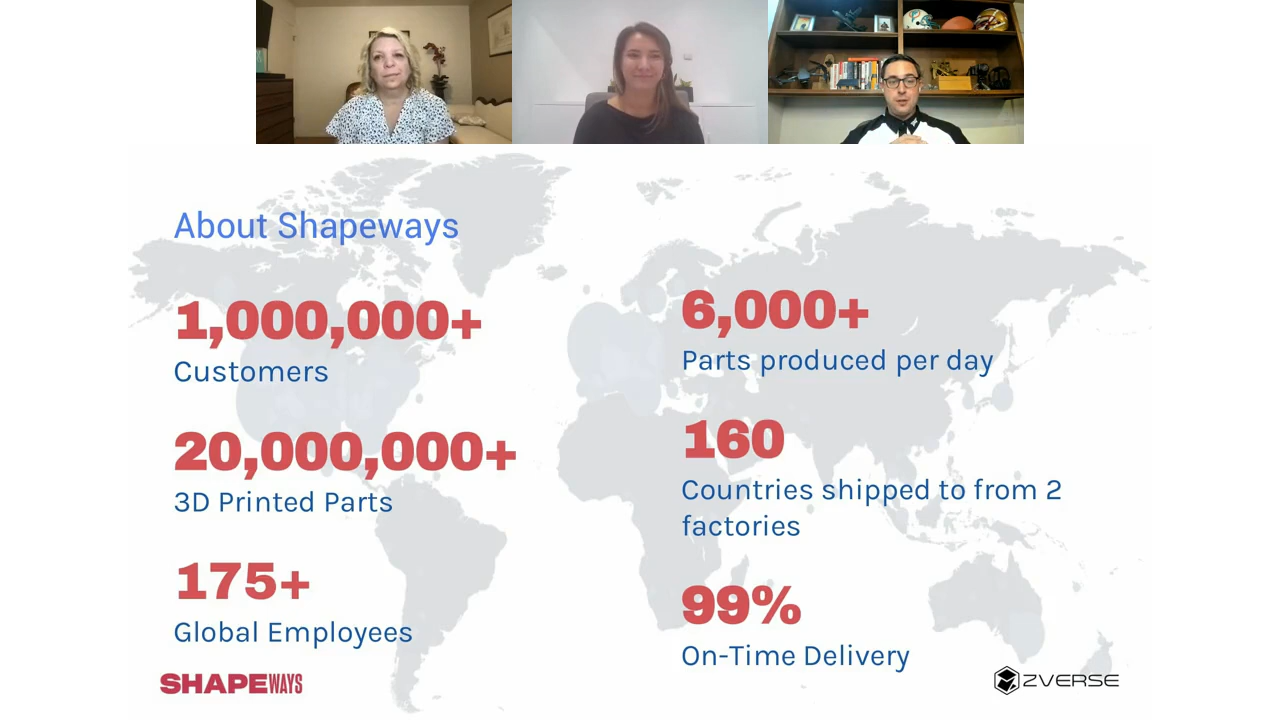 About Shapeways
1,000,000+
Customers
20,000,000+
3D Printed Parts
175+
Global Employees
6,000+
Parts produced per day
160
Countries shipped to from 2
factories
99%
On-Time Delivery
SHAPEWAYS
ZVERSE